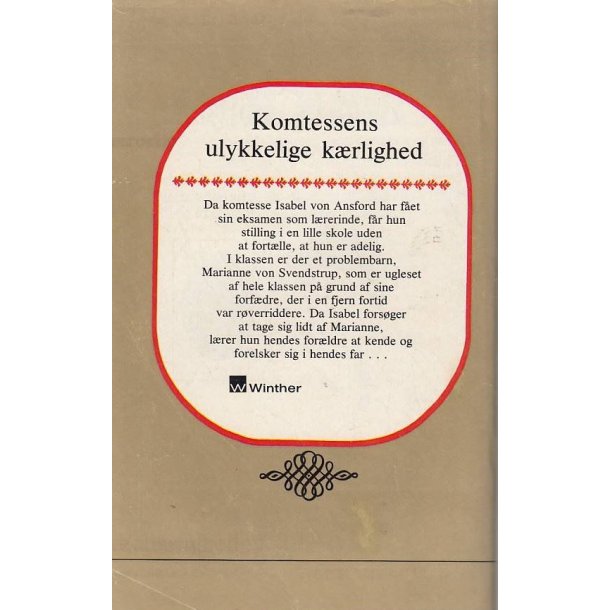 Komtessens
ulykkelige kærlighed
Da komtesse Isabel von Ansford har fået
sin eksamen som lærerinde, får hun
stilling i en lille skole uden
at fortælle, at hun er adelig.
I klassen er der et problembarn,
Marianne von Svendstrup, som er ugleset
af hele klassen på grund af sine
forfædre, der i en fjern fortid
var røverriddere. Da Isabel forsøger
at tage sig lidt af Marianne,
lærer hun hendes forældre at kende og
forelsker sig i hendes far . . .
W Winther